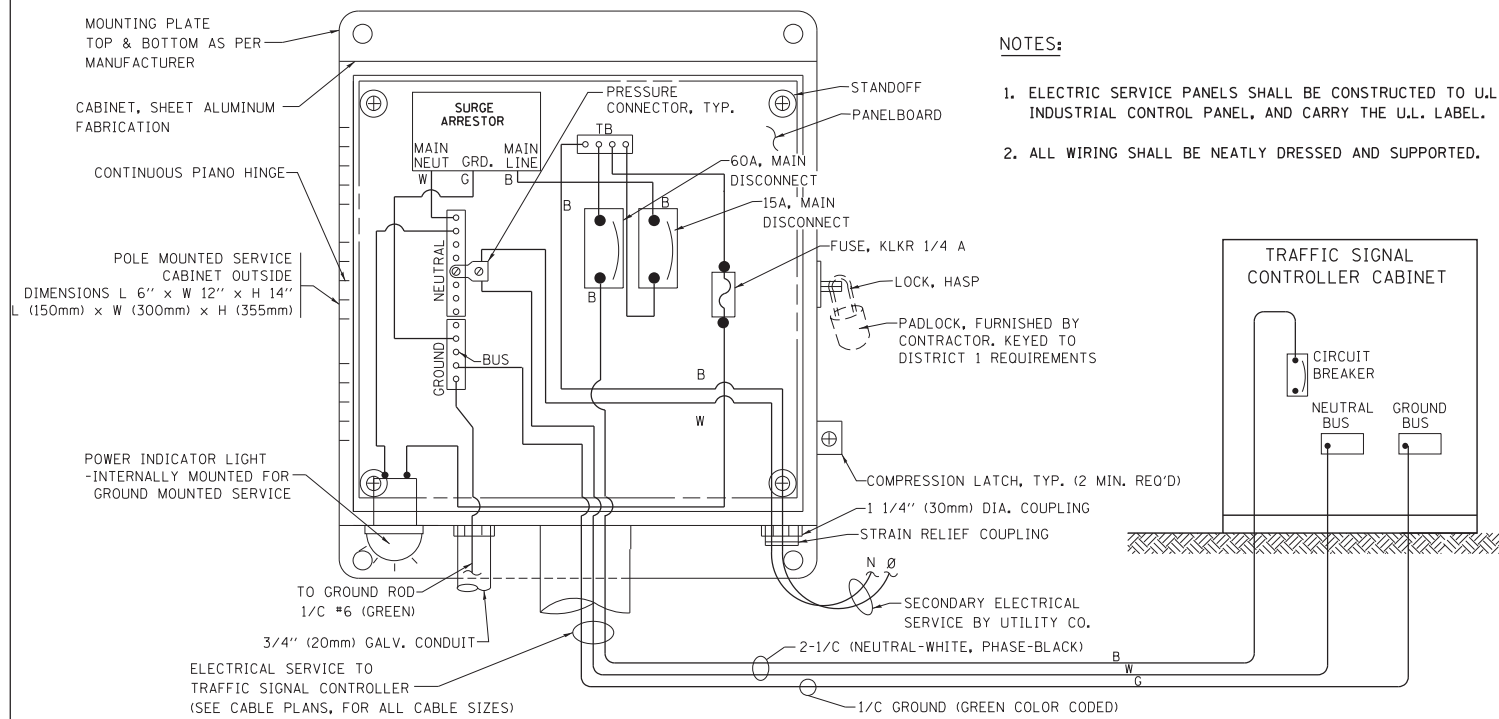 MOUNTING PLATE
TOP & BOTTOM AS PER
MANUFACTURER
CABINET, SHEET ALUMINUM
FABRICATION
CONTINUOUS PIANO HINGE
POLE MOUNTED SERVICE
CABINET OUTSIDE
DIMENSIONS L 6'' x W 12'' x H 14''
L (150mm) x W (300mm) x H (355mm)
POWER INDICATOR LIGHT
-INTERNALLY MOUNTED FOR
GROUND MOUNTED SERVICE
SURGE
ARRESTOR
MAIN
NEUT
GRD.
MAIN
LINE
W
G
B
PRESSURE
CONNECTOR, TYP.
TB
STANDOFF
PANELBOARD
60A, MAIN
DISCONNECT
15A, MAIN
DISCONNECT
B
B
B
FUSE, KLKR 1/4 A
NEUTRAL
GROUND
BUS
LOCK, HASP
PADLOCK, FURNISHED BY
CONTRACTOR. KEYED TO
DISTRICT 1 REQUIREMENTS
B
W
COMPRESSION LATCH, TYP. (2 MIN. REQ'D)
1 1/4'' (30mm) DIA. COUPLING
STRAIN RELIEF COUPLING
N Ø
SECONDARY ELECTRICAL
SERVICE BY UTILITY CO.
TO GROUND ROD
1/C #6 (GREEN)
3/4'' (20mm) GALV. CONDUIT
ELECTRICAL SERVICE TO
TRAFFIC SIGNAL CONTROLLER
(SEE CABLE PLANS, FOR ALL CABLE SIZES)
2-1/C (NEUTRAL-WHITE, PHASE-BLACK)
B
W
G
1/C GROUND (GREEN COLOR CODED)
NOTES:
1. ELECTRIC SERVICE PANELS SHALL BE CONSTRUCTED TO U.L
INDUSTRIAL CONTROL PANEL, AND CARRY THE U.L. LABEL.
2. ALL WIRING SHALL BE NEATLY DRESSED AND SUPPORTED.
TRAFFIC SIGNAL
CONTROLLER CABINET
CIRCUIT
BREAKER
NEUTRAL
BUS
GROUND
BUS